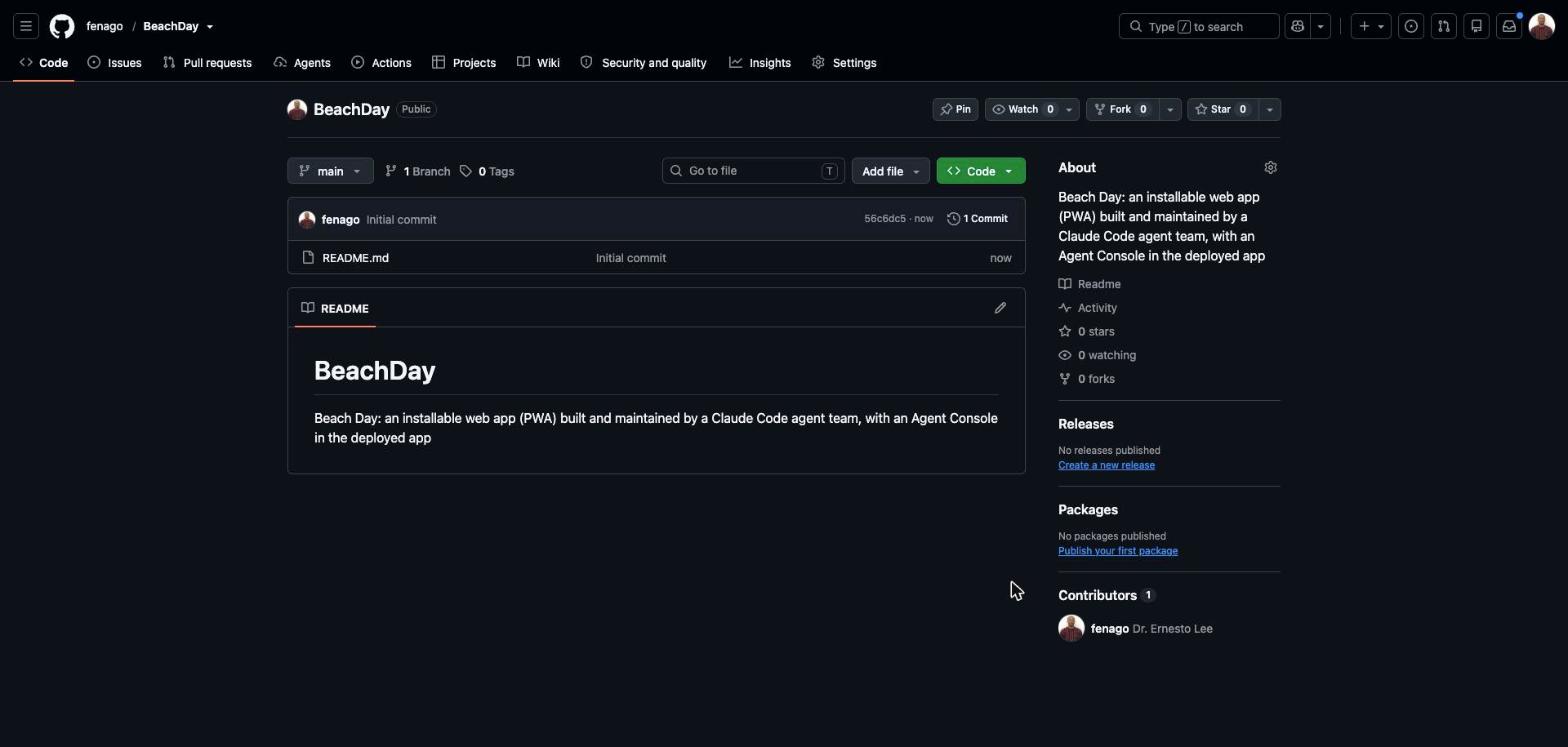 fenago / BeachDay
Type / to search
Code Issues Pull requests Agents Actions Projects Wiki Security and quality Insights Settings
BeachDay Public
Pin Watch 0 Fork 0 Star 0
main 1 Branch 0 Tags Go to file T Add file Code
fenago Initial commit 56c6dc5 · now 1 Commit
README.md Initial commit now
README
BeachDay
Beach Day: an installable web app (PWA) built and maintained by a Claude Code agent team, with an Agent Console
in the deployed app
About
Beach Day: an installable web app
(PWA) built and maintained by a
Claude Code agent team, with an
Agent Console in the deployed app
Readme
Activity
0 stars
0 watching
0 forks
Releases
No releases published
Create a new release
Packages
No packages published
Publish your first package
Contributors 1
fenago Dr. Ernesto Lee